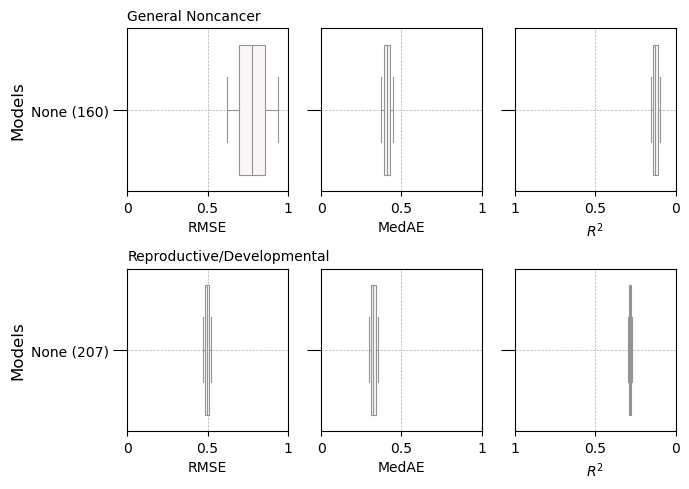 General Noncancer
Models
None (160)
0 0.5 1
RMSE
0 0.5 1
MedAE
1 0.5 0
R²
Reproductive/Developmental
Models
None (207)
0 0.5 1
RMSE
0 0.5 1
MedAE
1 0.5 0
R²